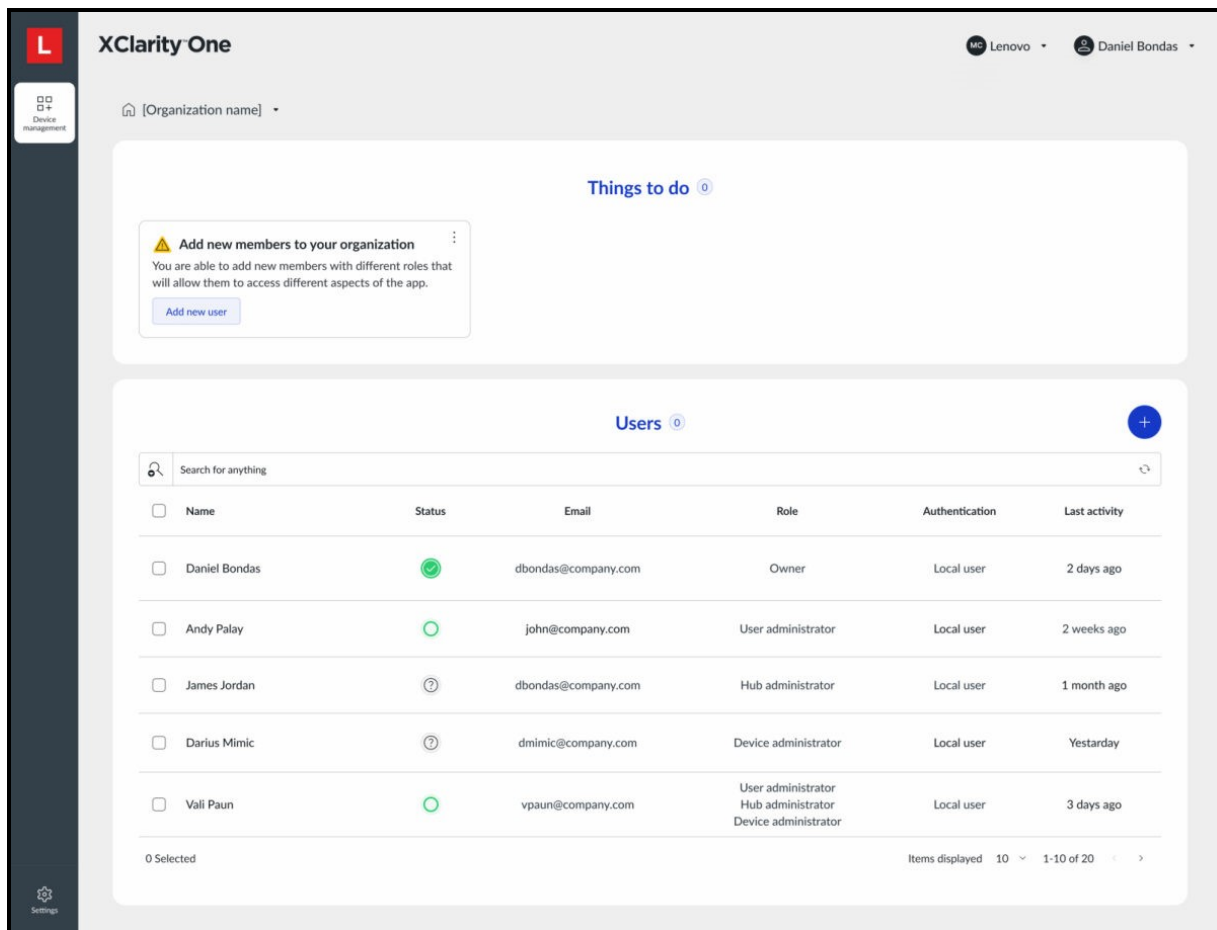 L
XClarity™One
MC Lenovo
Daniel Bondas
Device
management
[Organization name]
Things to do 0
Add new members to your organization
You are able to add new members with different roles that
will allow them to access different aspects of the app.
Add new user
Users 0
+
Search for anything
Name Status Email Role Authentication Last activity
Daniel Bondas dbondas@company.com Owner Local user 2 days ago
Andy Palay john@company.com User administrator Local user 2 weeks ago
James Jordan ? dbondas@company.com Hub administrator Local user 1 month ago
Darius Mimic ? dmimic@company.com Device administrator Local user Yestarday
Vali Paun vpaun@company.com User administrator
Hub administrator
Device administrator Local user 3 days ago
0 Selected Items displayed 10 1-10 of 20
Settings